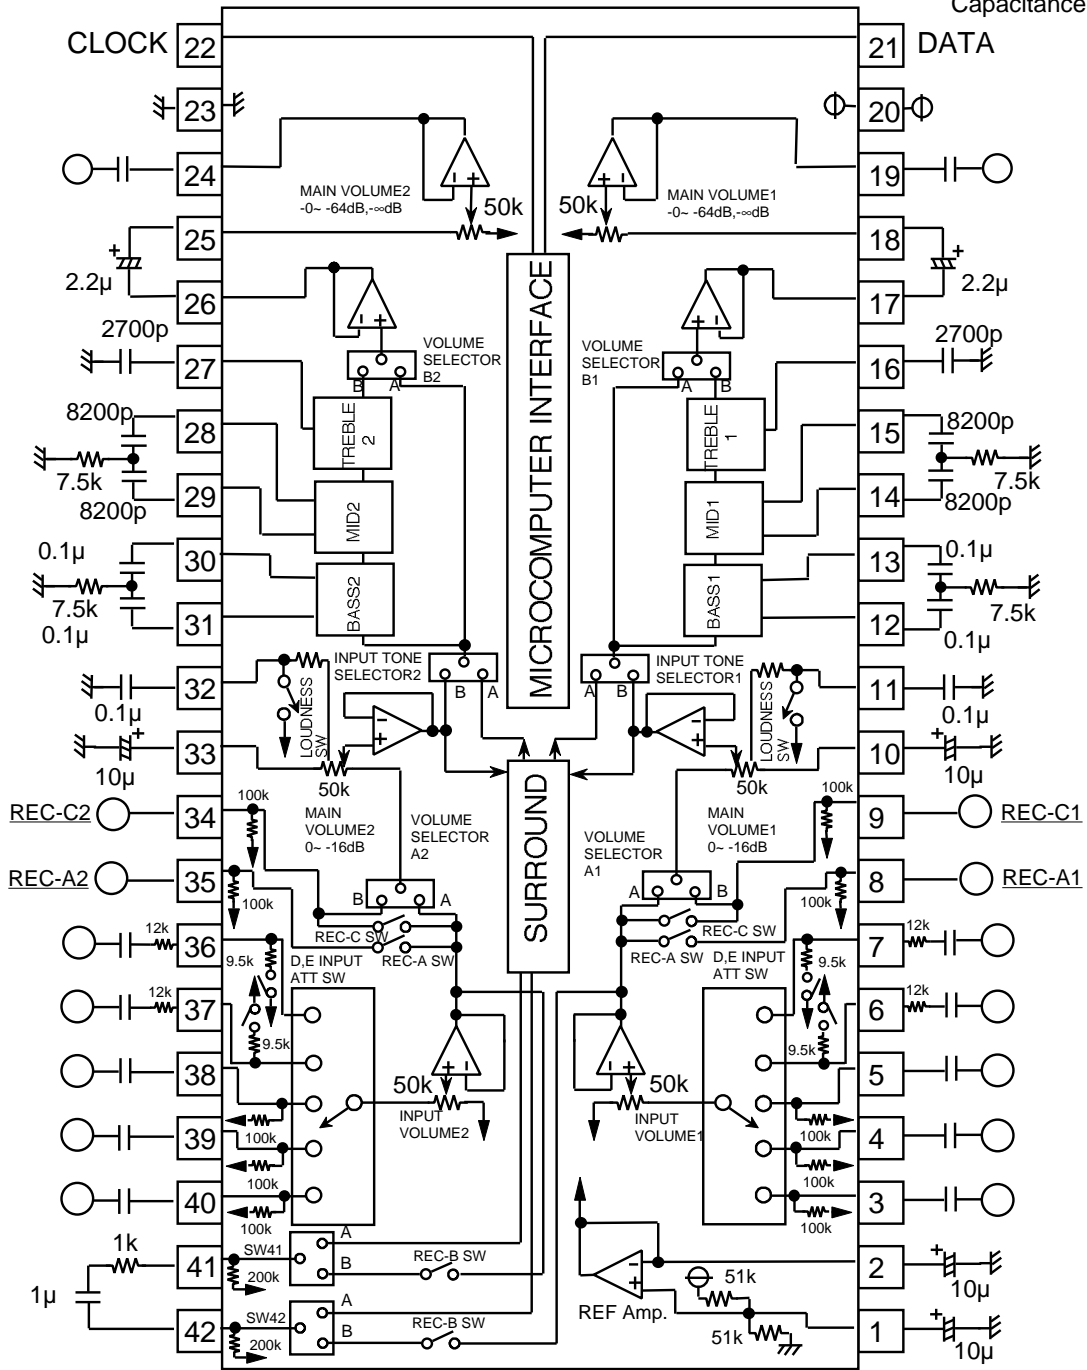 Capacitance
CLOCK 22
21 DATA
23
20
24
MAIN VOLUME2
-0~ -64dB,-∞dB
50k
50k
MAIN VOLUME1
-0~ -64dB,-∞dB
19
25
18
+
2.2µ
+
2.2µ
26
17
2700p
27
VOLUME
SELECTOR
B2
B A
VOLUME
SELECTOR
B1
A B
2700p
16
8200p
28
TREBLE
2
TREBLE
1
15
8200p
7.5k
8200p
29
MID2
MID1
14
7.5k
8200p
0.1µ
30
13
0.1µ
7.5k
0.1µ
31
BASS2
BASS1
12
7.5k
0.1µ
MICROCOMPUTER INTERFACE
32
0.1µ
INPUT TONE
SELECTOR2
B A
INPUT TONE
SELECTOR1
A B
11
0.1µ
LOUDNESS
SW
LOUDNESS
SW
33
+
10µ
50k
50k
10
+
10µ
REC-C2
34
100k
MAIN
VOLUME2
0~ -16dB
VOLUME
SELECTOR
A2
VOLUME
SELECTOR
A1
MAIN
VOLUME1
0~ -16dB
100k
9
REC-C1
SURROUND
REC-A2
35
100k
B A
A B
100k
8
REC-A1
REC-C SW
REC-A SW
REC-C SW
REC-A SW
12k
36
9.5k
D,E INPUT
ATT SW
D,E INPUT
ATT SW
9.5k
7
12k
12k
37
9.5k
9.5k
6
12k
38
100k
50k
INPUT
VOLUME2
50k
INPUT
VOLUME1
100k
5
39
100k
100k
4
40
100k
100k
3
1k
41
SW41
200k
A
B
REC-B SW
2
+
10µ
1µ
42
SW42
200k
A
B
REC-B SW
REF Amp.
51k
51k
1
+
10µ